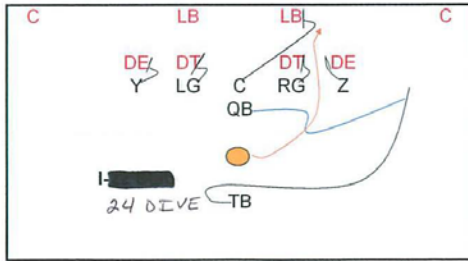 C LB LB C
DE DT DT DE
Y LG C RG Z
QB
I-
TB
24 DIVE